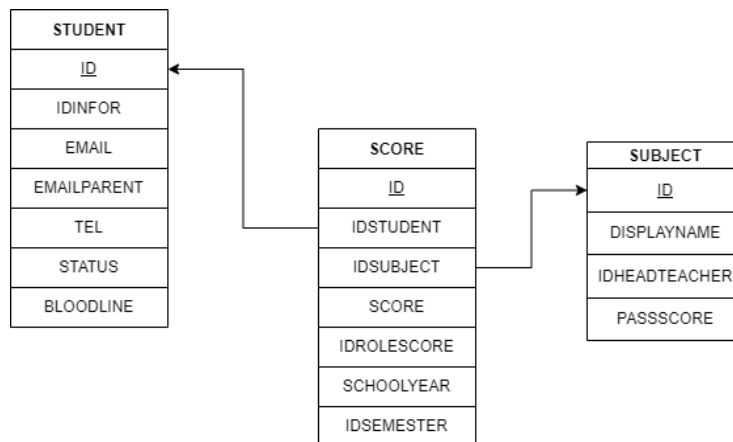 STUDENT
ID
IDINFOR
EMAIL
EMAILPARENT
TEL
STATUS
BLOODLINE
SCORE
ID
IDSTUDENT
IDSUBJECT
SCORE
IDROLESCORE
SCHOOLYEAR
IDSEMESTER
SUBJECT
ID
DISPLAYNAME
IDHEADTEACHER
PASSSCORE